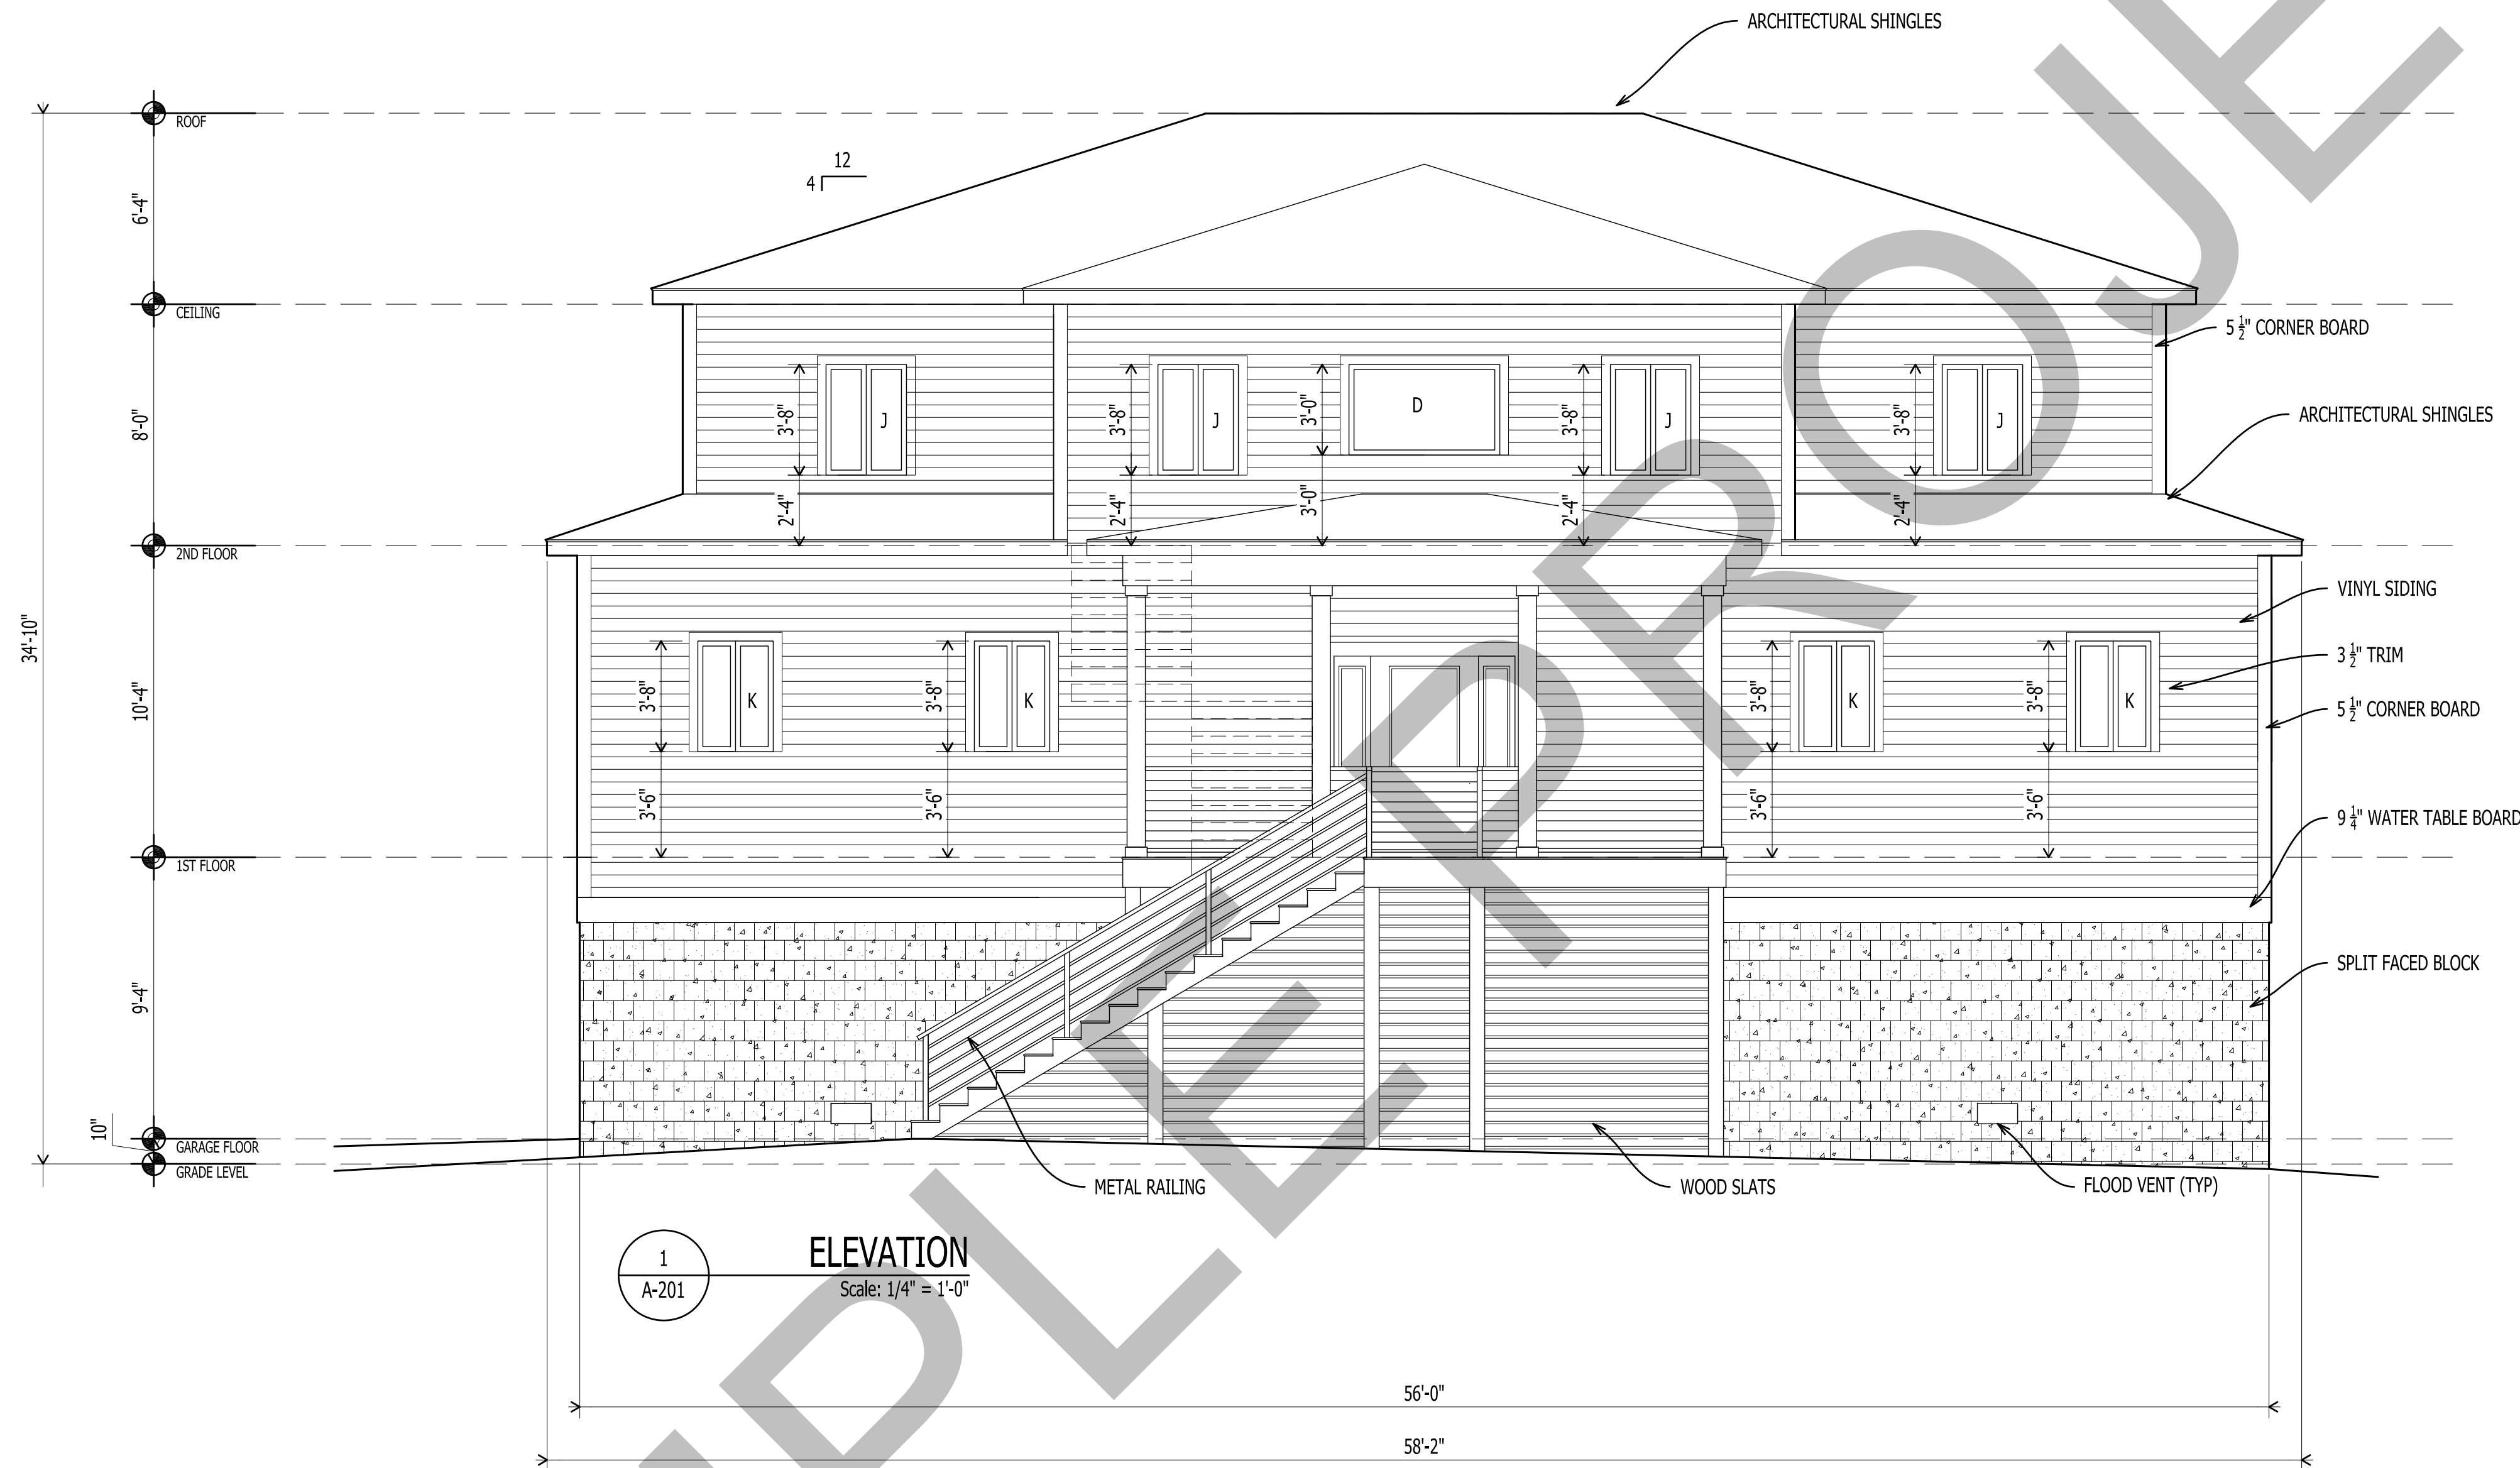 ARCHITECTURAL SHINGLES
ROOF
12
4
6'-4"
CEILING
5 1/2" CORNER BOARD
8'-0"
3'-8"
J
3'-8"
J
3'-0"
D
3'-8"
J
3'-8"
J
ARCHITECTURAL SHINGLES
2'-4"
2'-4"
3'-0"
2'-4"
2'-4"
2ND FLOOR
VINYL SIDING
34'-10"
10'-4"
3'-8"
K
3'-8"
K
3'-8"
K
3'-8"
K
3 1/2" TRIM
5 1/2" CORNER BOARD
3'-6"
3'-6"
3'-6"
3'-6"
9 1/4" WATER TABLE BOARD
1ST FLOOR
9'-4"
SPLIT FACED BLOCK
10"
GARAGE FLOOR
GRADE LEVEL
METAL RAILING
WOOD SLATS
FLOOD VENT (TYP)
1
A-201
ELEVATION
Scale: 1/4" = 1'-0"
56'-0"
58'-2"
PLE PROJE